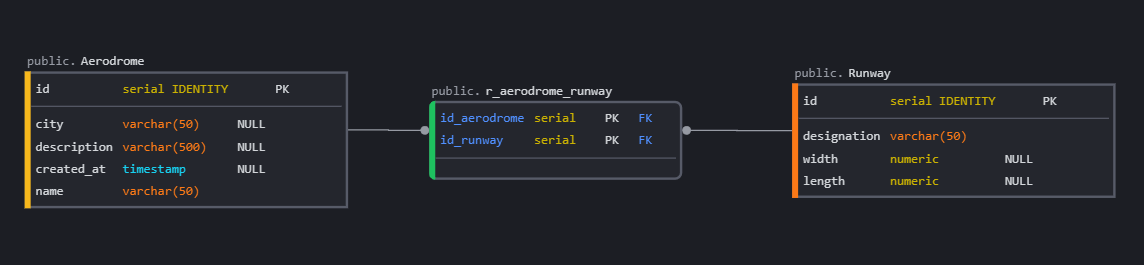 public. Aerodrome
id serial IDENTITY PK
city varchar(50) NULL
description varchar(500) NULL
created_at timestamp NULL
name varchar(50)
public. r_aerodrome_runway
id_aerodrome serial PK FK
id_runway serial PK FK
public. Runway
id serial IDENTITY PK
designation varchar(50)
width numeric NULL
length numeric NULL